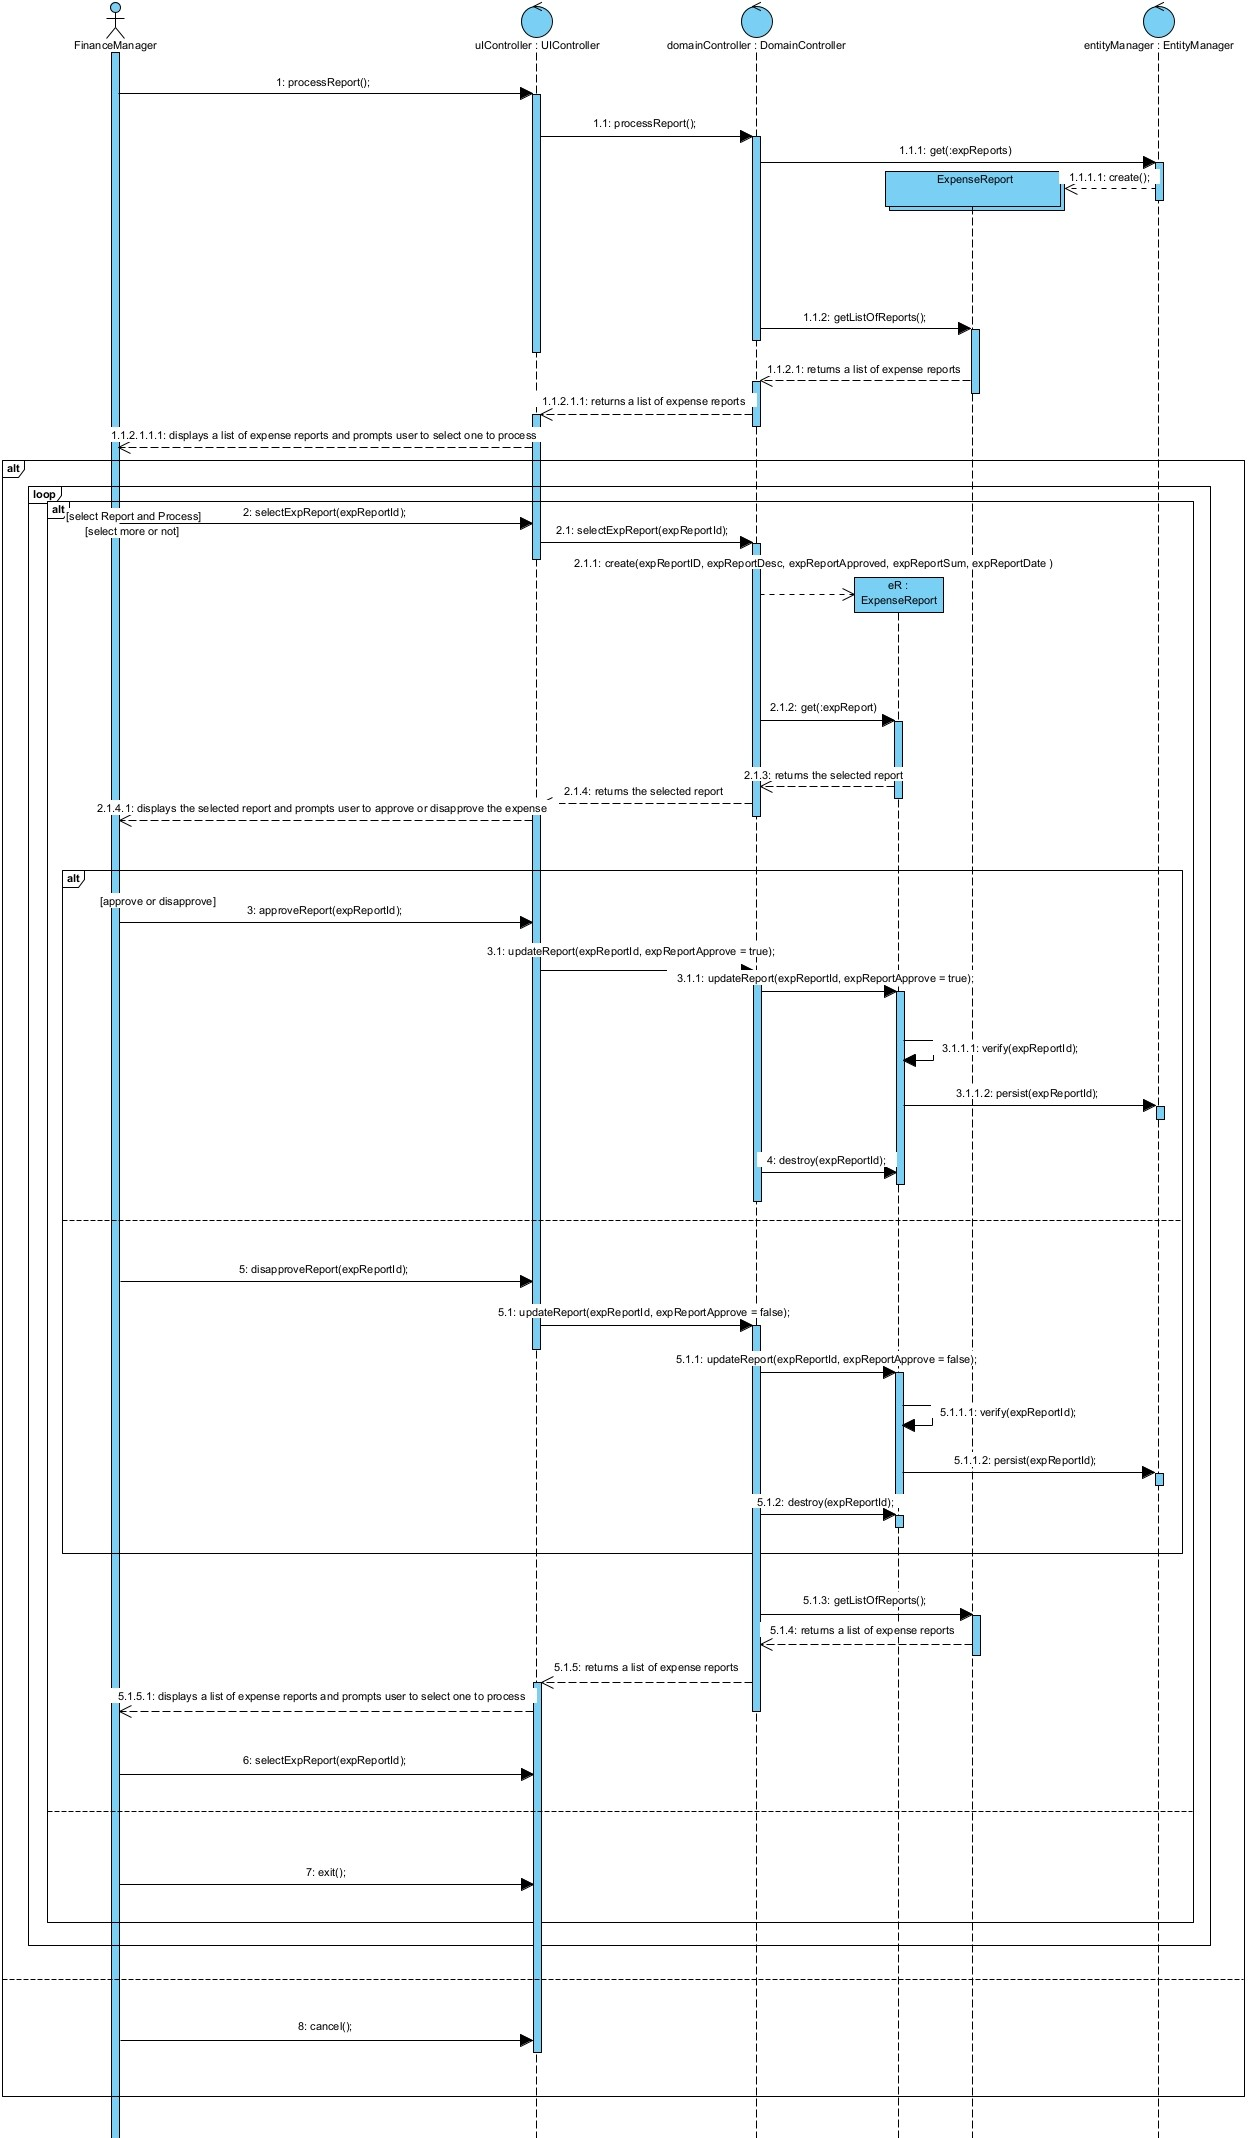 FinanceManager
uIController : UIController
domainController : DomainController
entityManager : EntityManager
1: processReport();
1.1: processReport();
1.1.1: get(:expReports)
ExpenseReport
1.1.1.1: create();
1.1.2: getListOfReports();
1.1.2.1: returns a list of expense reports
1.1.2.1.1: returns a list of expense reports
1.1.2.1.1.1: displays a list of expense reports and prompts user to select one to process
alt
loop
alt
[select Report and Process]
2: selectExpReport(expReportId);
[select more or not]
2.1: selectExpReport(expReportId);
2.1.1: create(expReportID, expReportDesc, expReportApproved, expReportSum, expReportDate )
eR :
ExpenseReport
2.1.2: get(:expReport)
2.1.3: returns the selected report
2.1.4: returns the selected report
2.1.4.1: displays the selected report and prompts user to approve or disapprove the expense
alt
[approve or disapprove]
3: approveReport(expReportId);
3.1: updateReport(expReportId, expReportApprove = true);
3.1.1: updateReport(expReportId, expReportApprove = true);
3.1.1.1: verify(expReportId);
3.1.1.2: persist(expReportId);
4: destroy(expReportId);
5: disapproveReport(expReportId);
5.1: updateReport(expReportId, expReportApprove = false);
5.1.1: updateReport(expReportId, expReportApprove = false);
5.1.1.1: verify(expReportId);
5.1.1.2: persist(expReportId);
5.1.2: destroy(expReportId);
5.1.3: getListOfReports();
5.1.4: returns a list of expense reports
5.1.5: returns a list of expense reports
5.1.5.1: displays a list of expense reports and prompts user to select one to process
6: selectExpReport(expReportId);
7: exit();
8: cancel();